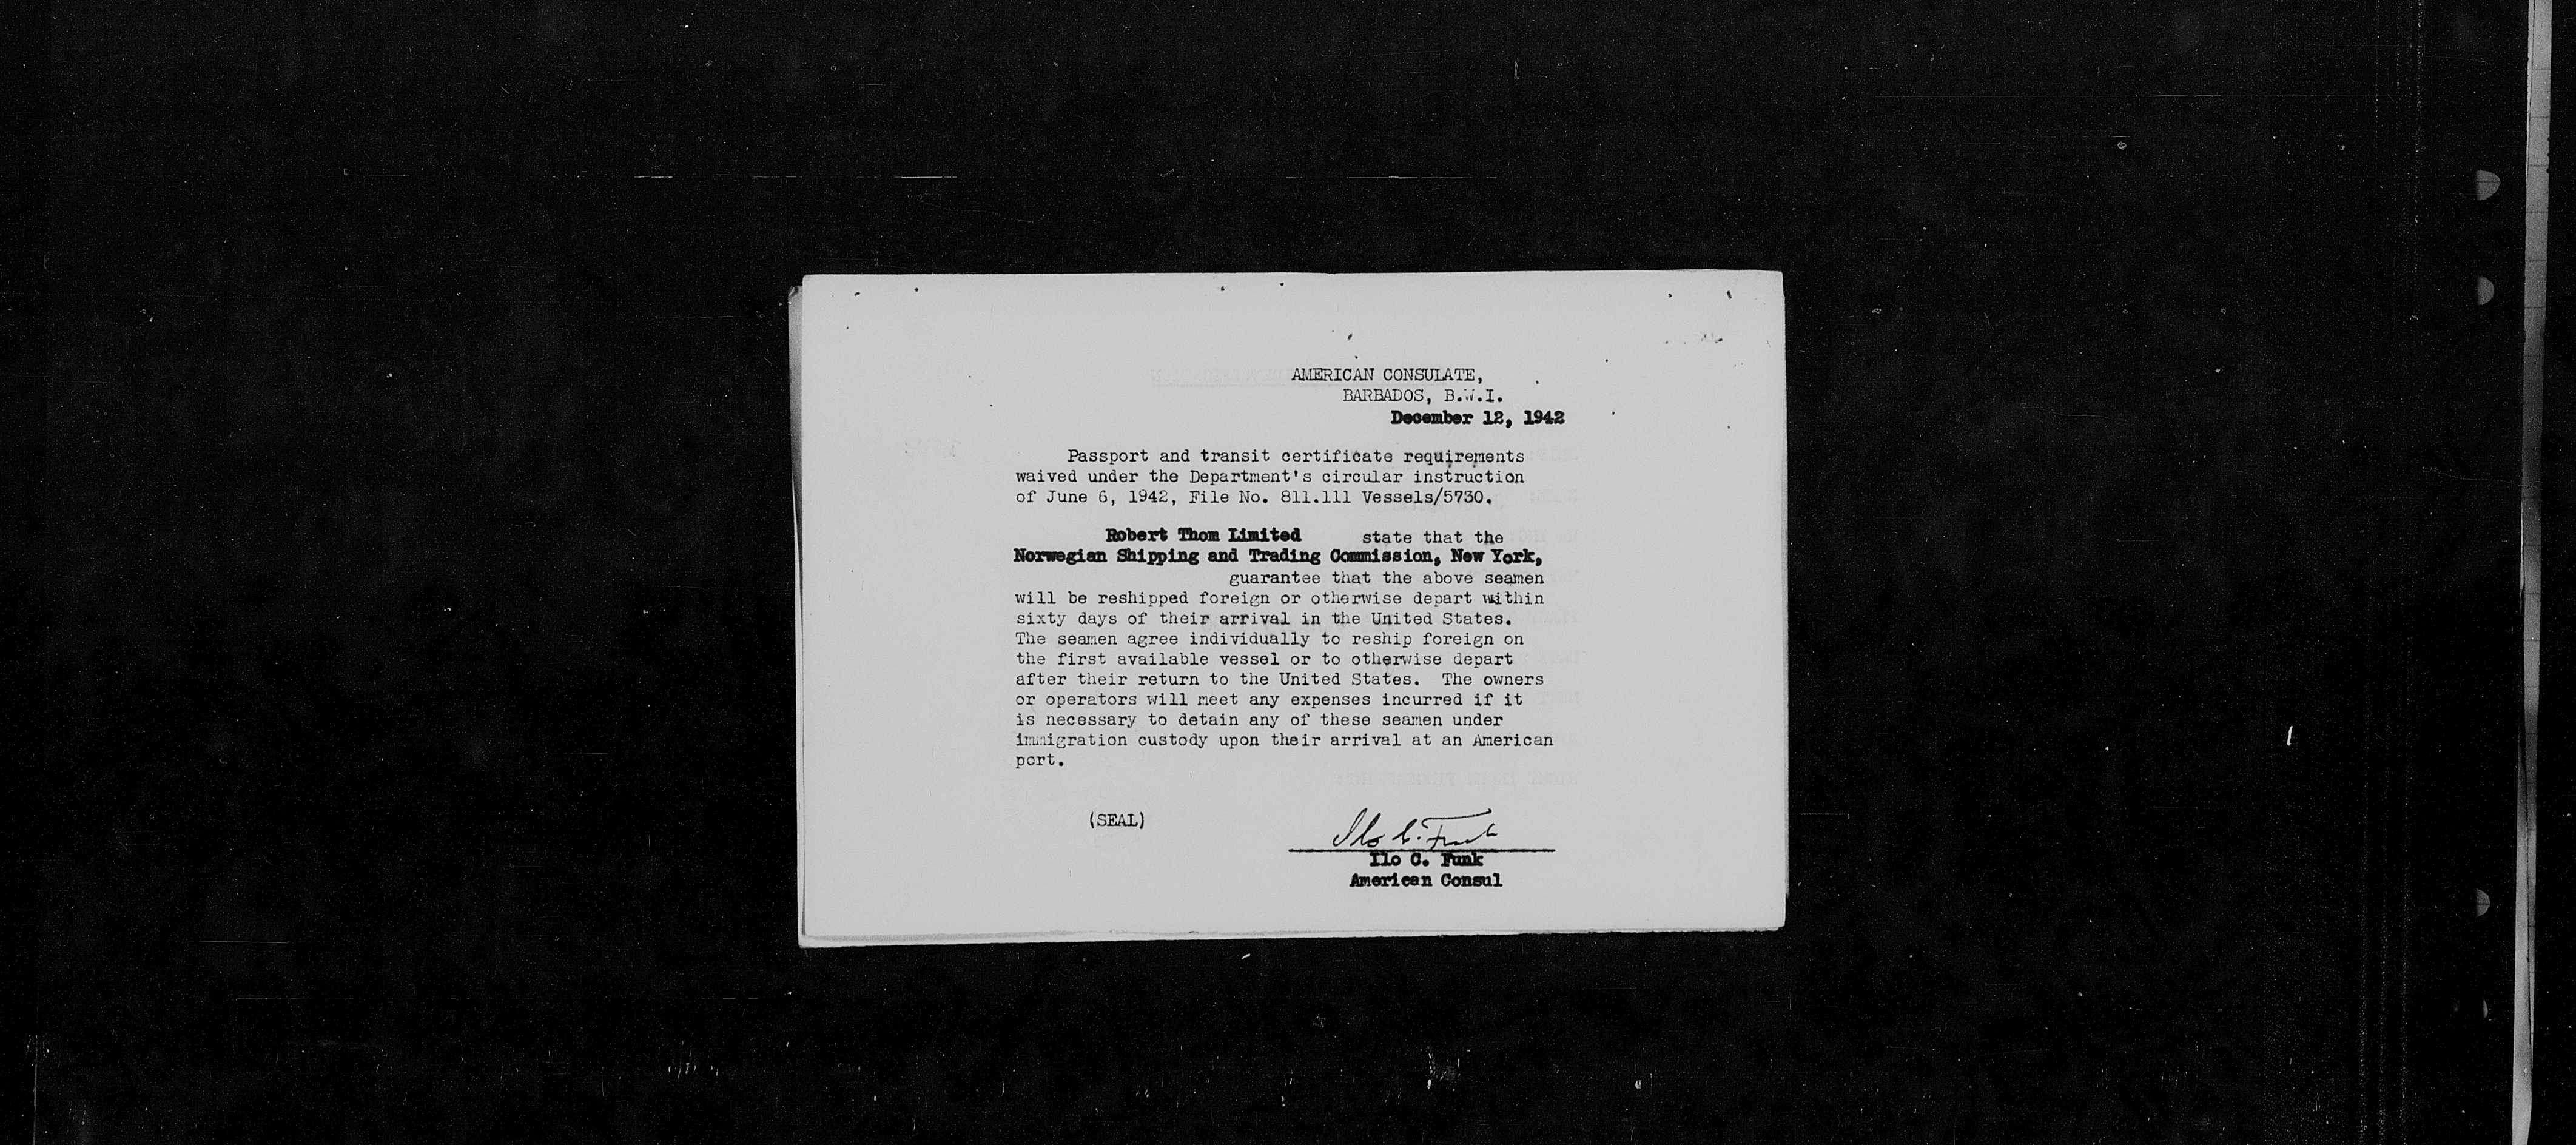 AMERICAN CONSULATE,
BARBADOS, B.W.I.
December 12, 1942
Passport and transit certificate requirements
waived under the Department's circular instruction
of June 6, 1942, File No. 811.111 Vessels/5730.
Robert Thom Limited state that the
Norwegian Shipping and Trading Commission, New York,
guarantee that the above seamen
will be reshipped foreign or otherwise depart within
sixty days of their arrival in the United States.
The seamen agree individually to reship foreign on
the first available vessel or to otherwise depart
after their return to the United States. The owners
or operators will meet any expenses incurred if it
is necessary to detain any of these seamen under
immigration custody upon their arrival at an American
port.
(SEAL)
Ilo C. Funk
Ilo C. Funk
American Consul